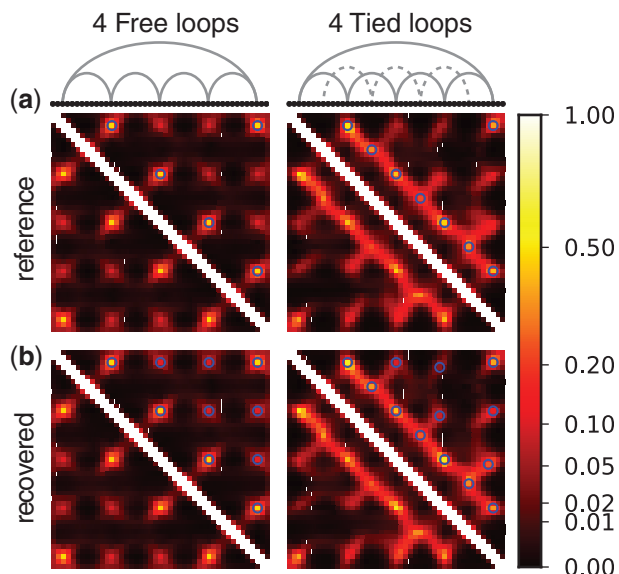 4 Free loops
4 Tied loops
(a)
reference
(b)
recovered
1.00
0.50
0.20
0.10
0.05
0.02
0.01
0.00